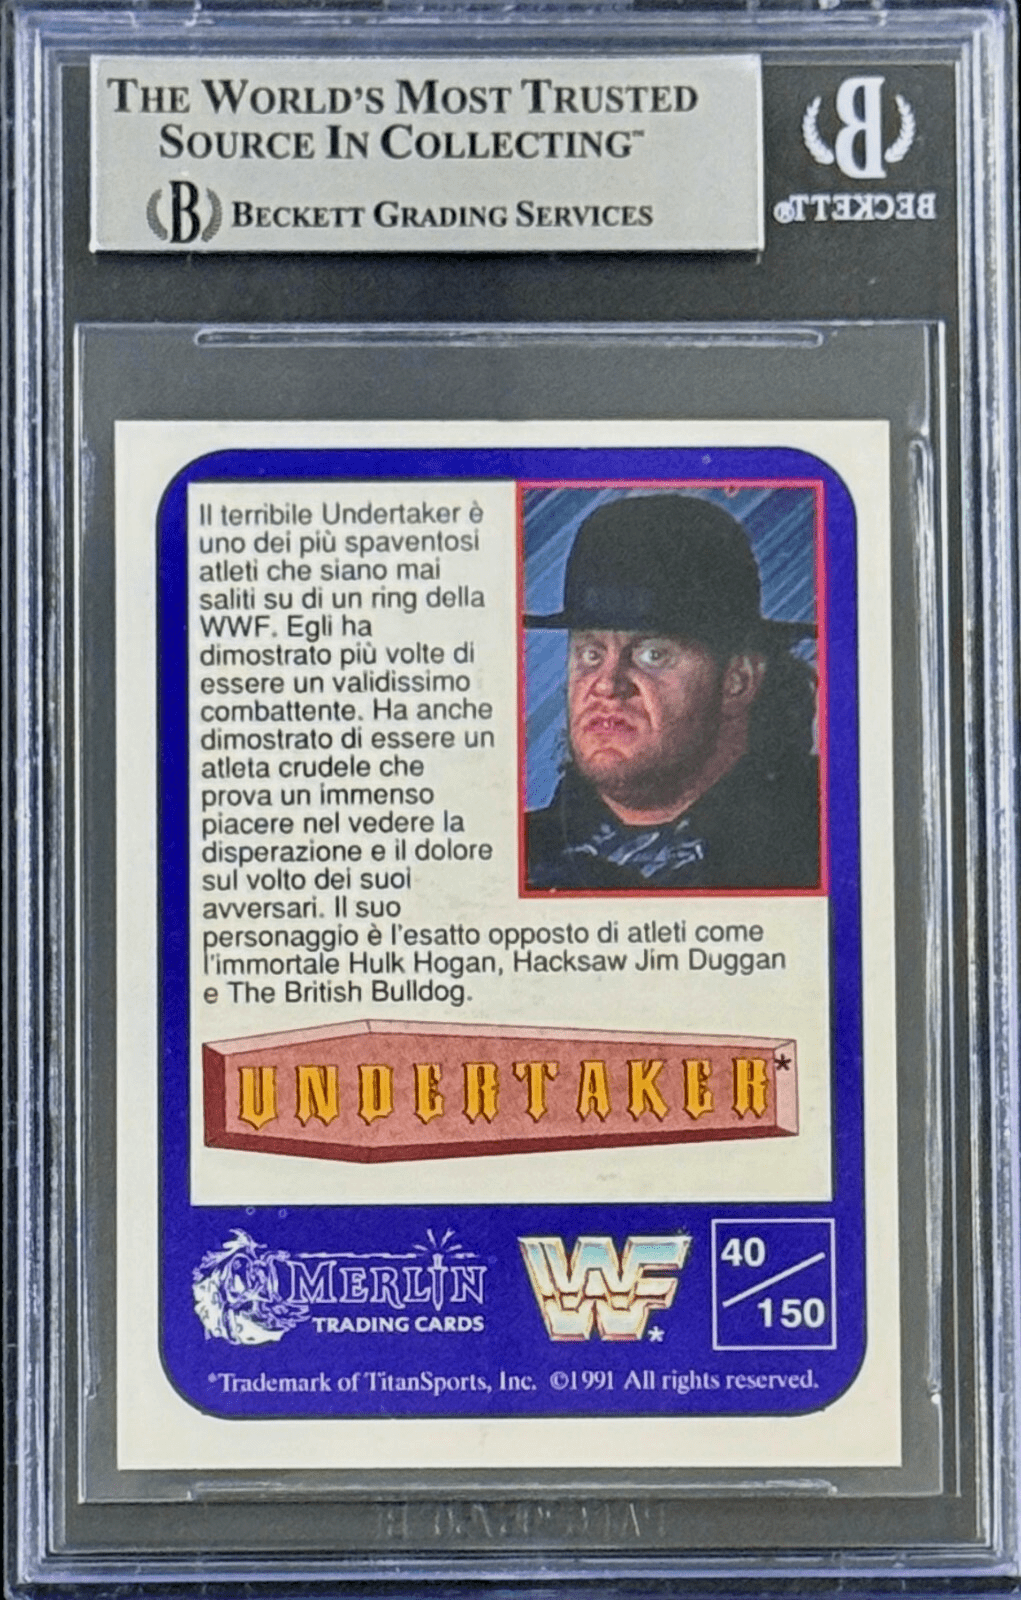 THE WORLD'S MOST TRUSTED
SOURCE IN COLLECTING™
B BECKETT GRADING SERVICES
B
BECKETT®
Il terribile Undertaker è
uno dei più spaventosi
atleti che siano mai
saliti su di un ring della
WWF. Egli ha
dimostrato più volte di
essere un validissimo
combattente. Ha anche
dimostrato di essere un
atleta crudele che
prova un immenso
piacere nel vedere la
disperazione e il dolore
sul volto dei suoi
avversari. Il suo
personaggio è l'esatto opposto di atleti come
l'immortale Hulk Hogan, Hacksaw Jim Duggan
e The British Bulldog.
UNDERTAKER*
MERLIN
TRADING CARDS
WWF*
40/150
*Trademark of TitanSports, Inc. ©1991 All rights reserved.